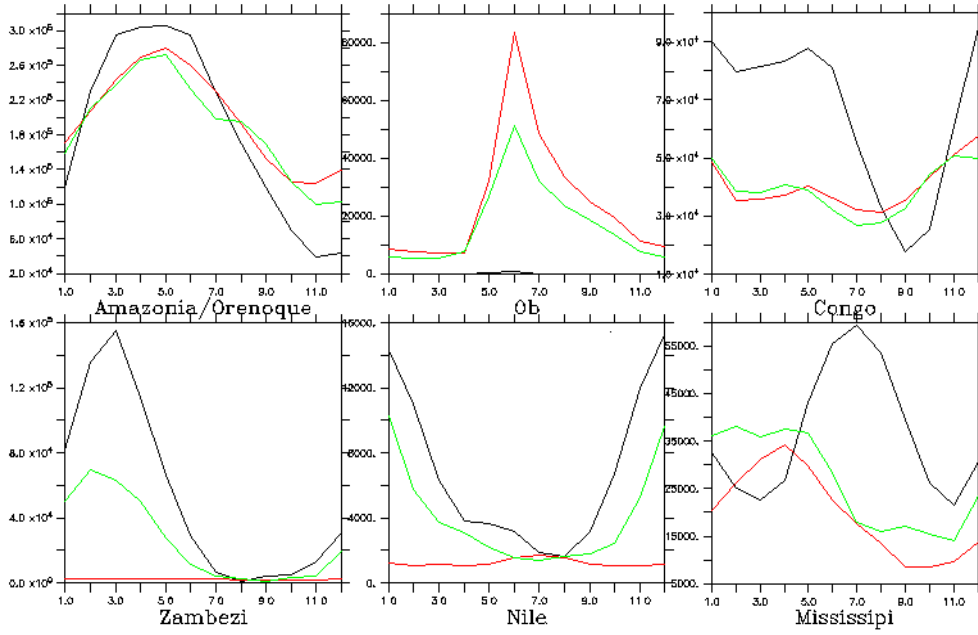 3.0 ×10⁵
2.6 ×10⁵
2.2 ×10⁵
1.8 ×10⁵
1.4 ×10⁵
1.0 ×10⁵
6.0 ×10⁴
2.0 ×10⁴
1.0 3.0 5.0 7.0 9.0 11.0
Amazonia/Orenoque
80000.
60000.
40000.
20000.
0.
1.0 3.0 5.0 7.0 9.0 11.0
Ob
9.0 ×10⁴
7.0 ×10⁴
5.0 ×10⁴
3.0 ×10⁴
1.0 ×10⁴
1.0 3.0 5.0 7.0 9.0 11.0
Congo
1.6 ×10⁵
1.2 ×10⁵
8.0 ×10⁴
4.0 ×10⁴
0.0 ×10⁰
1.0 3.0 5.0 7.0 9.0 11.0
Zambezi
16000.
12000.
8000.
4000.
0.
1.0 3.0 5.0 7.0 9.0 11.0
Nile
55000.
45000.
35000.
25000.
15000.
5000.
1.0 3.0 5.0 7.0 9.0 11.0
Missisipi